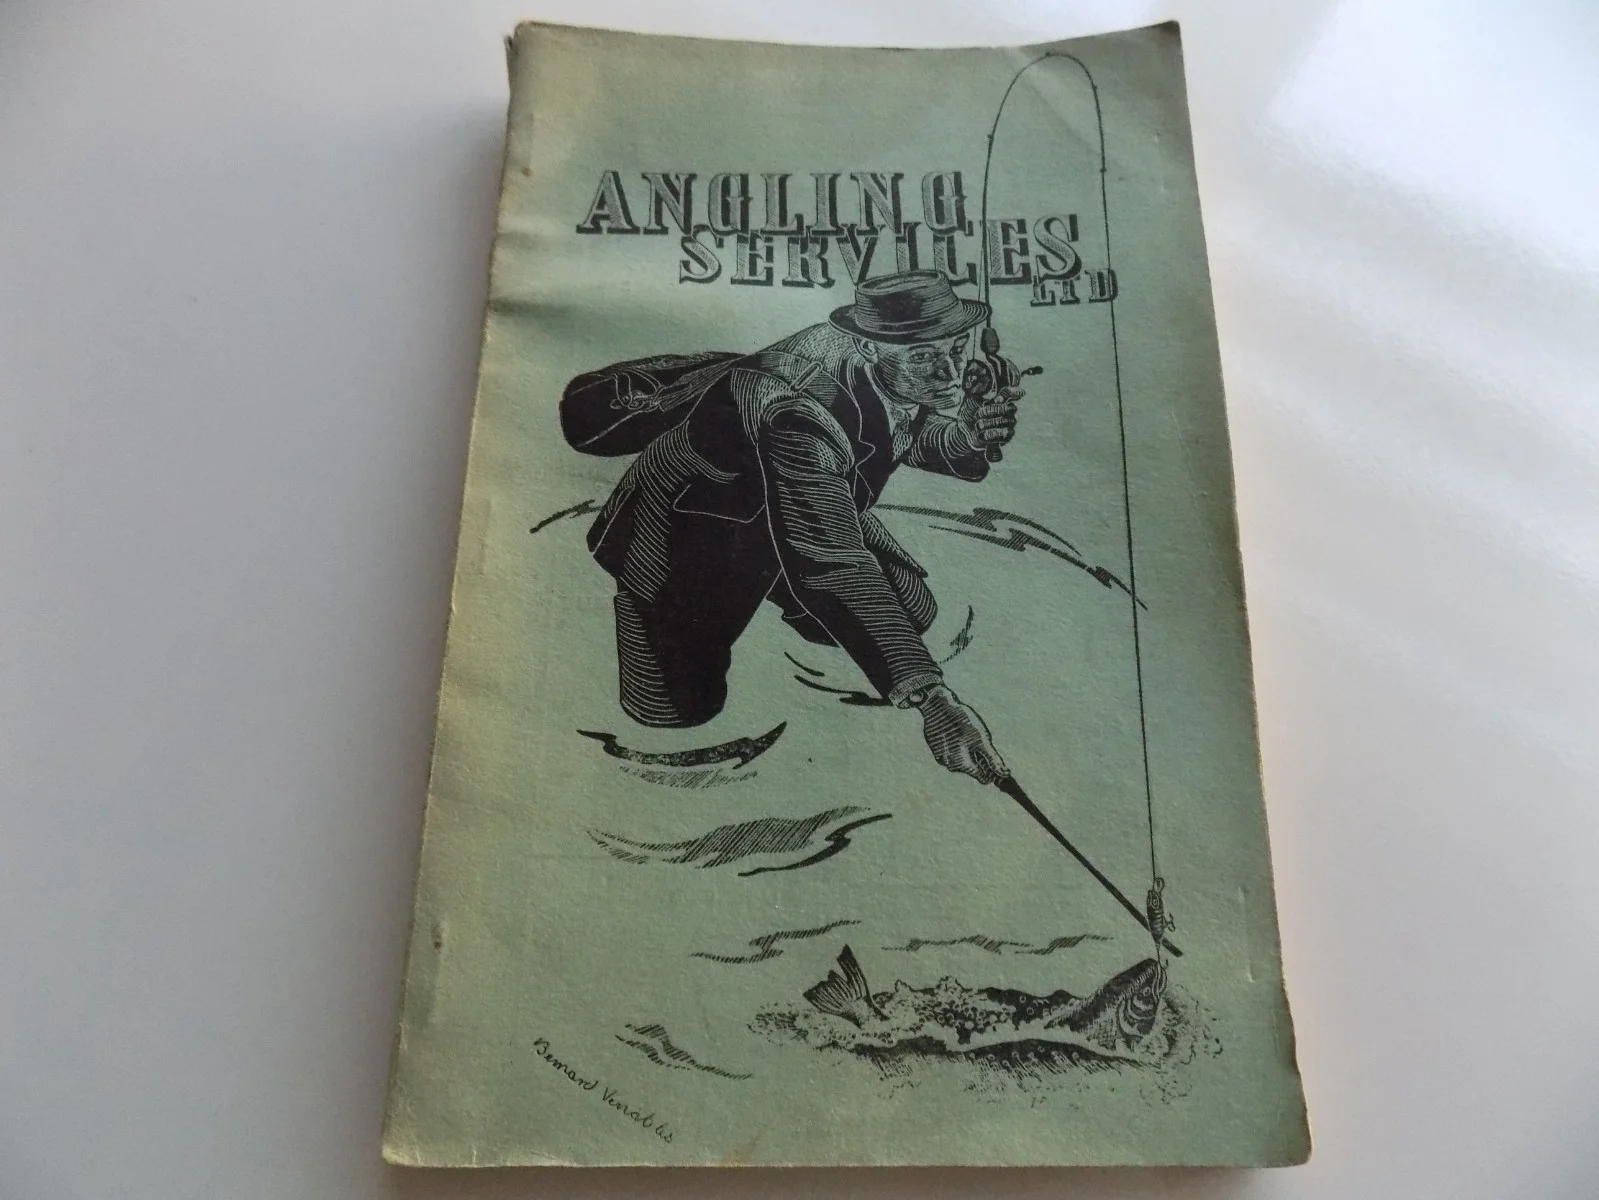 ANGLING
SERVICES
LTD
Bernard Venables